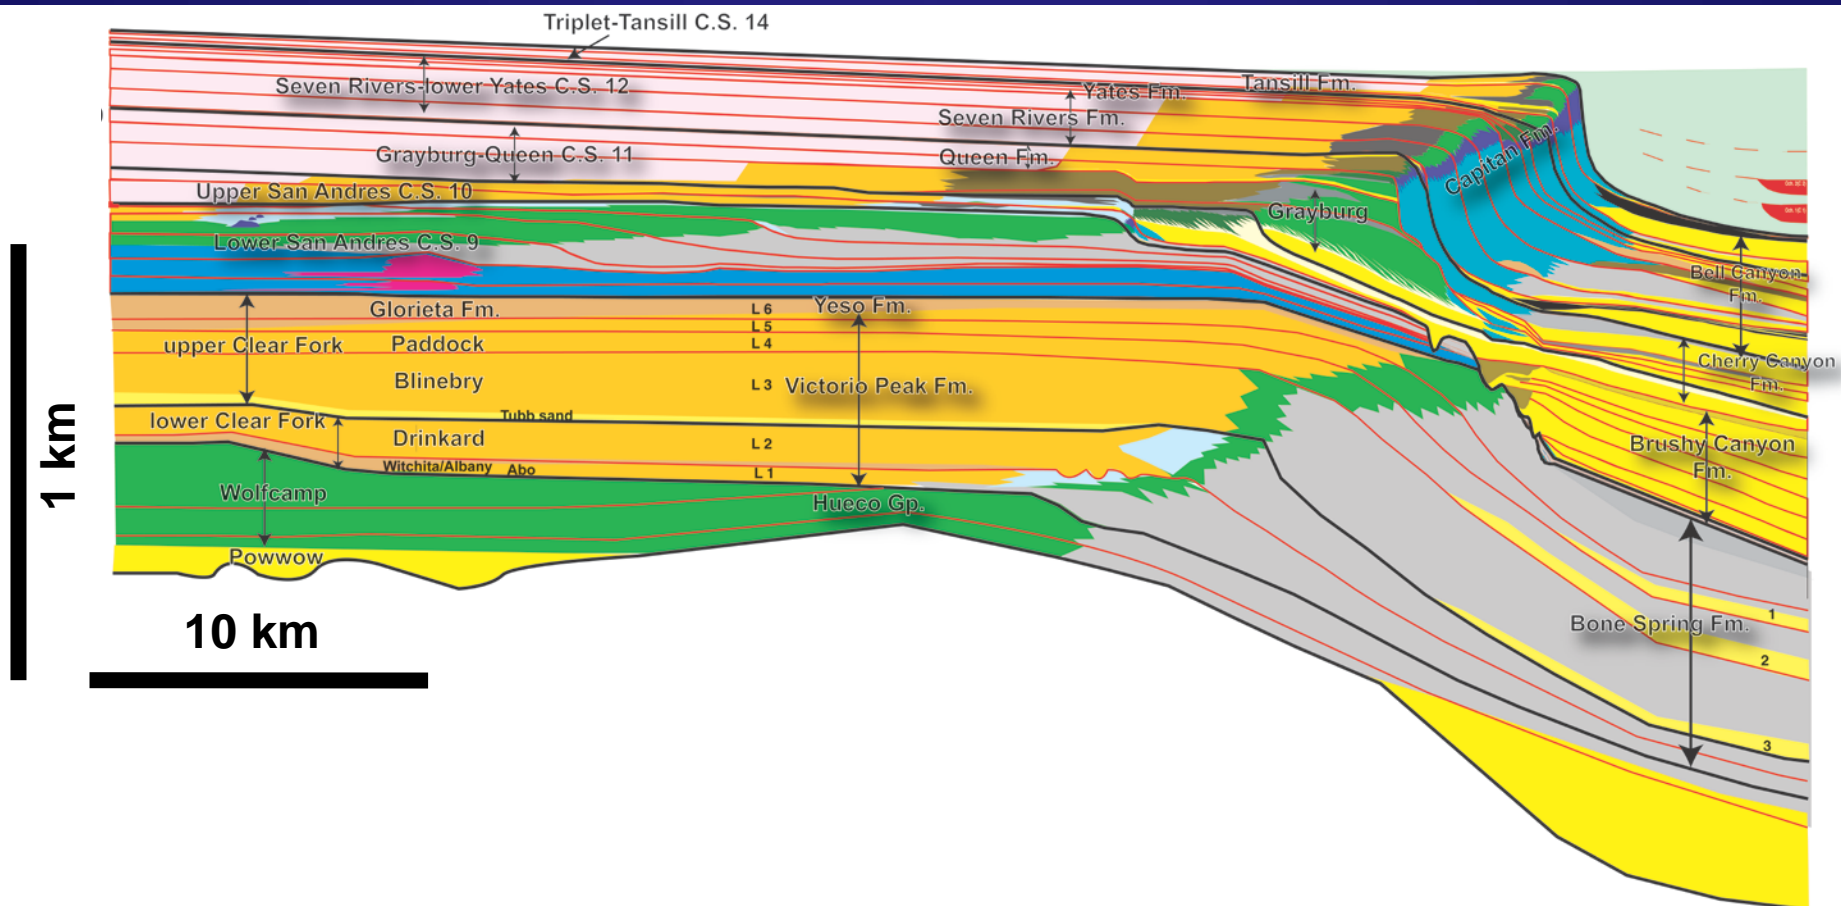 Triplet-Tansill C.S. 14
Seven Rivers-lower Yates C.S. 12
Tansill Fm.
Yates Fm.
Seven Rivers Fm.
Grayburg-Queen C.S. 11
Queen Fm.
Capitan Fm.
Upper San Andres C.S. 10
Grayburg
Lower San Andres C.S. 9
Bell Canyon
Fm.
Glorieta Fm.
L 6
Yeso Fm.
L 5
upper Clear Fork
Paddock
L 4
Cherry Canyon
Fm.
Blinebry
L 3
Victorio Peak Fm.
lower Clear Fork
Tubb sand
Drinkard
L 2
Brushy Canyon
Fm.
Witchita/Albany
Abo
L 1
Wolfcamp
Hueco Gp.
Powwow
1 km
10 km
Bone Spring Fm.
1
2
3